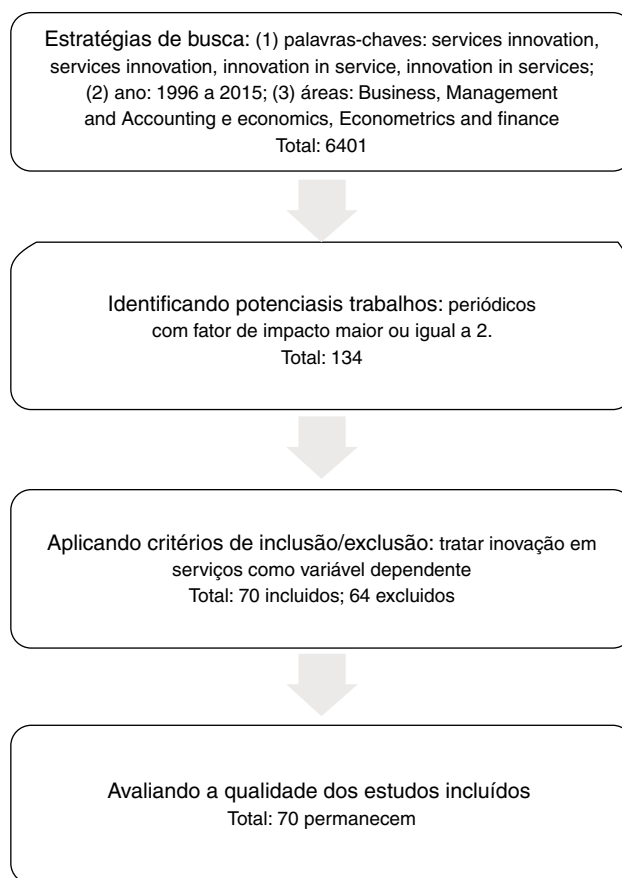 Estratégias de busca: (1) palavras-chaves: services innovation,
services innovation, innovation in service, innovation in services;
(2) ano: 1996 a 2015; (3) áreas: Business, Management
and Accounting e economics, Econometrics and finance
Total: 6401
Identificando potenciasis trabalhos: periódicos
com fator de impacto maior ou igual a 2.
Total: 134
Aplicando critérios de inclusão/exclusão: tratar inovação em
serviços como variável dependente
Total: 70 incluidos; 64 excluidos
Avaliando a qualidade dos estudos incluídos
Total: 70 permanecem